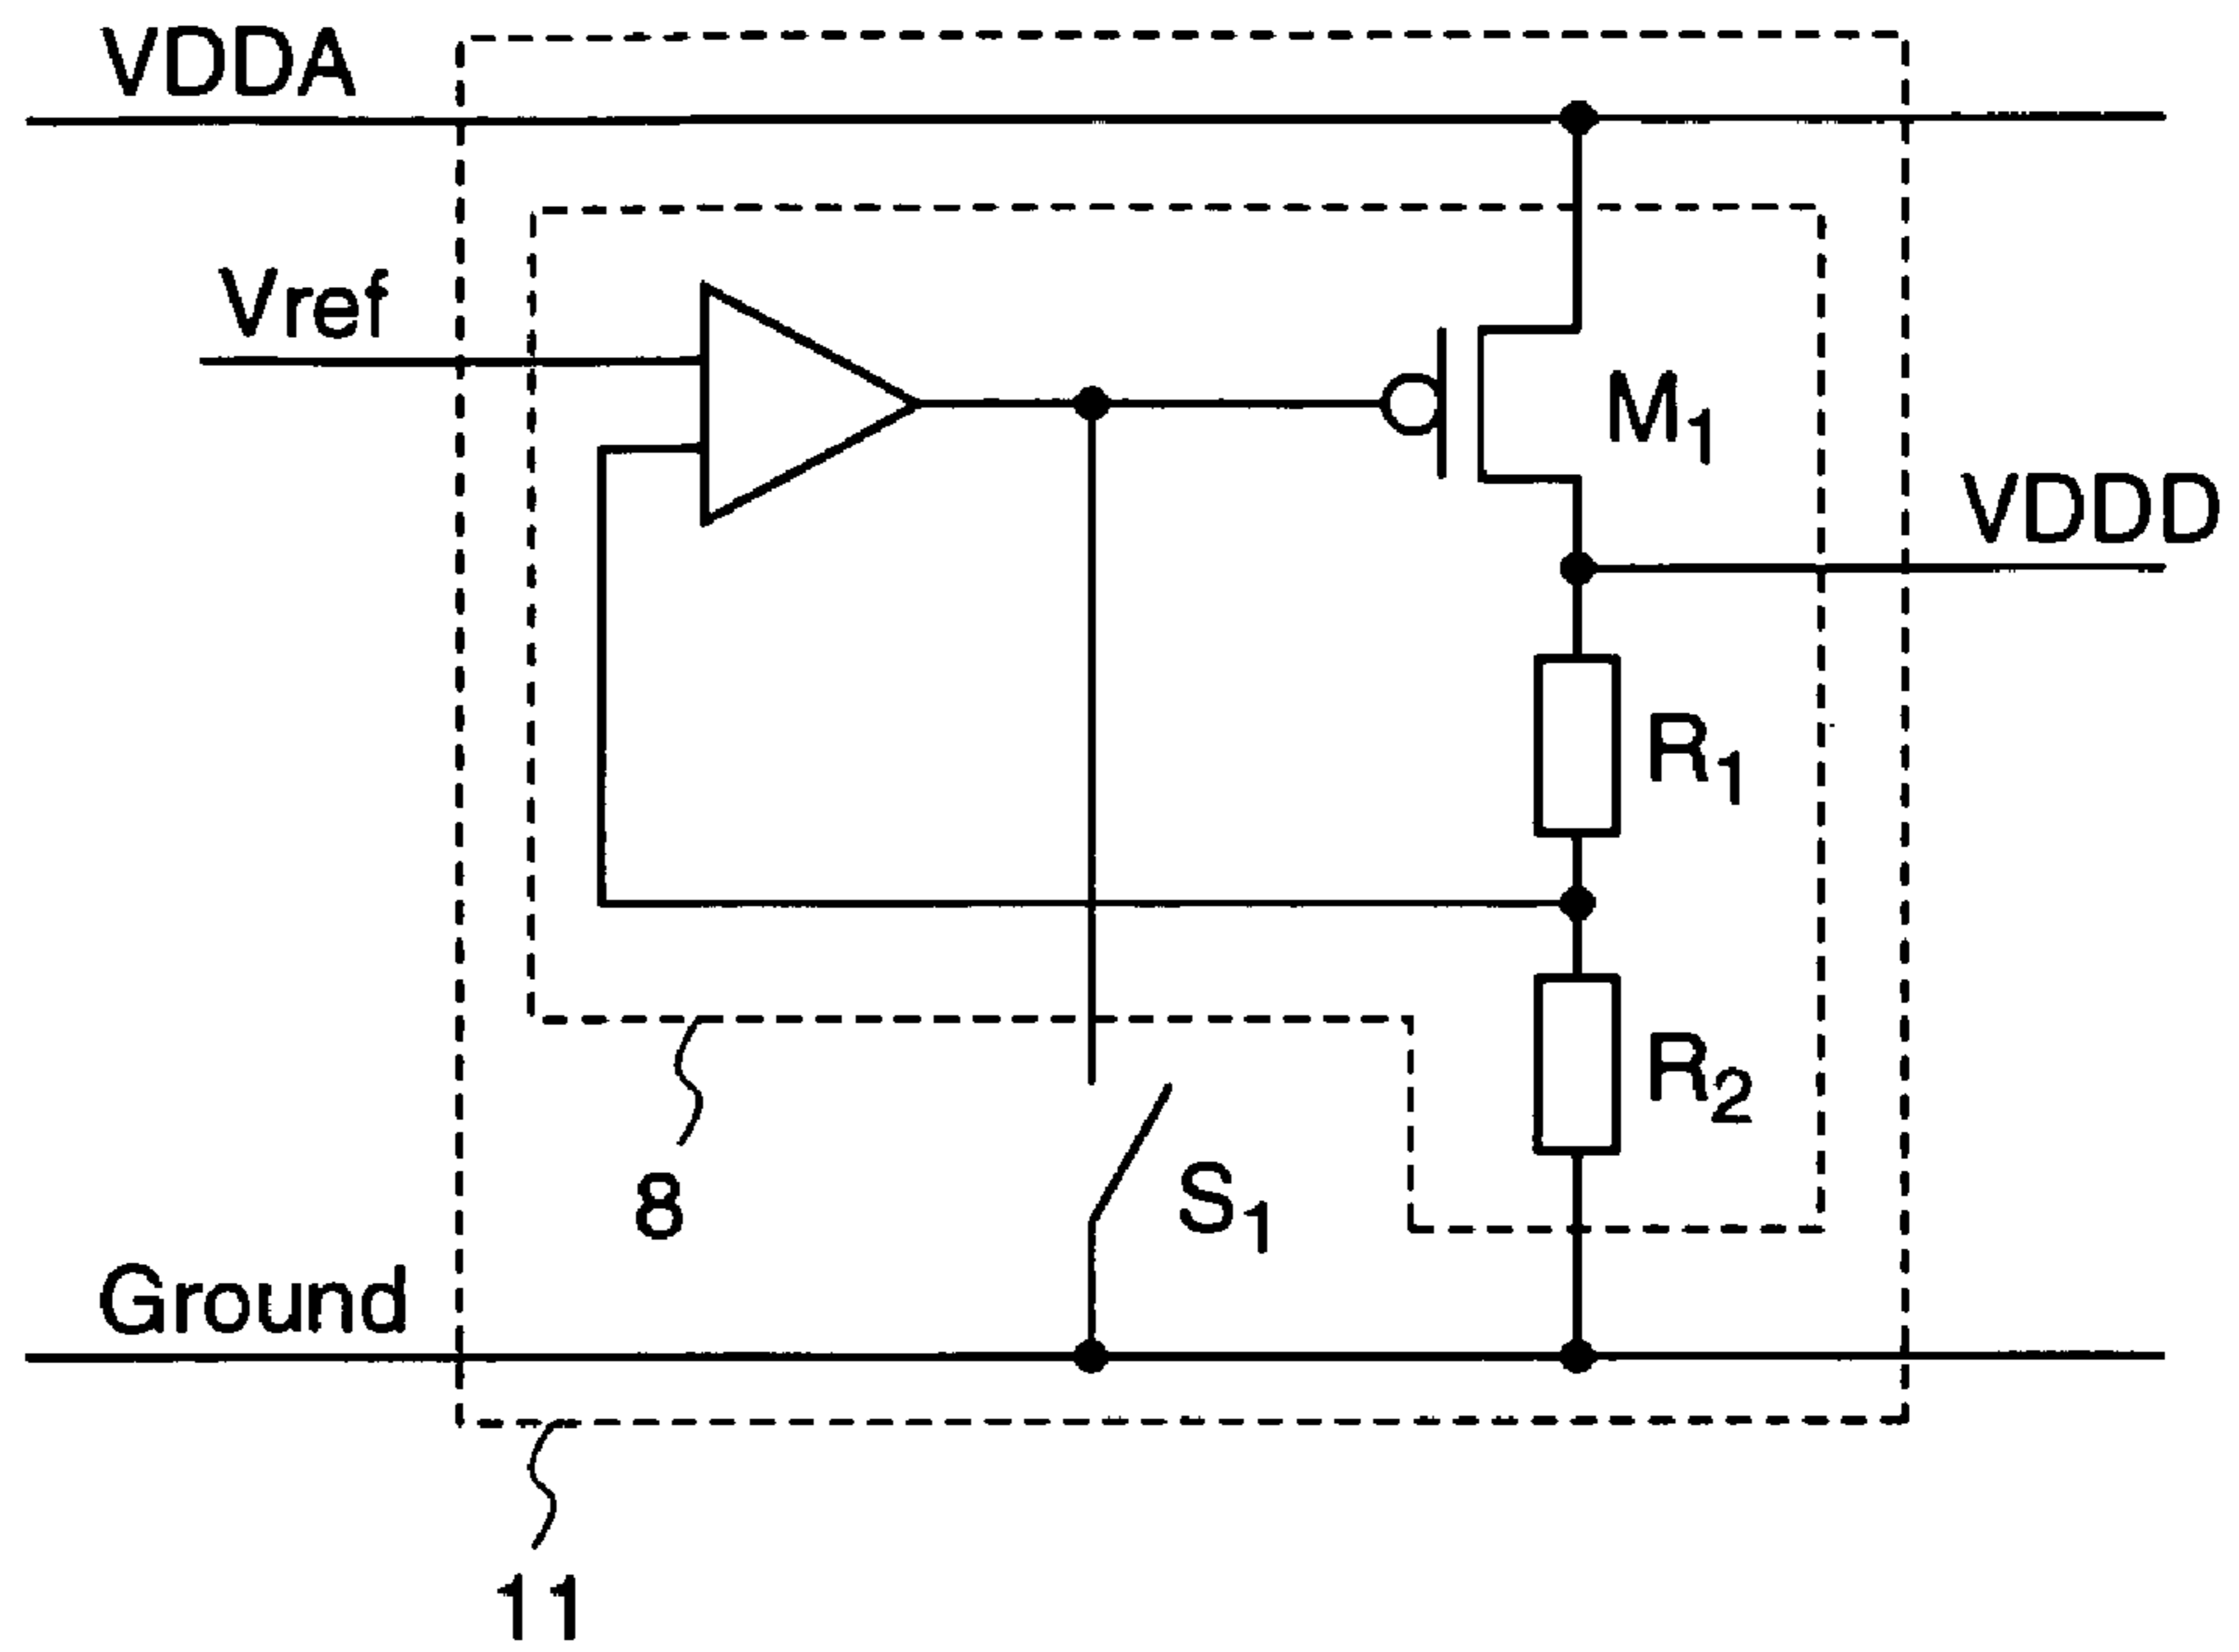 VDDA
Vref
M1
VDDD
R1
R2
8
S1
Ground
11